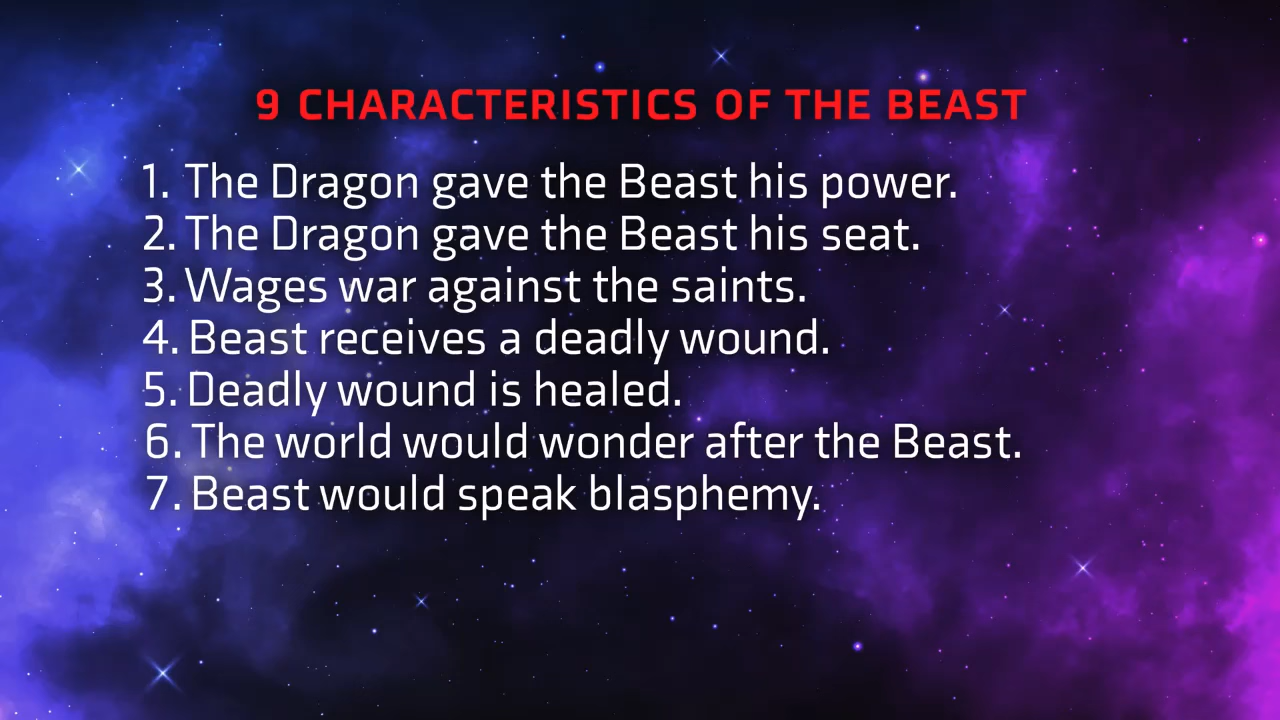 9 CHARACTERISTICS OF THE BEAST
1. The Dragon gave the Beast his power.
2. The Dragon gave the Beast his seat.
3. Wages war against the saints.
4. Beast receives a deadly wound.
5. Deadly wound is healed.
6. The world would wonder after the Beast.
7. Beast would speak blasphemy.